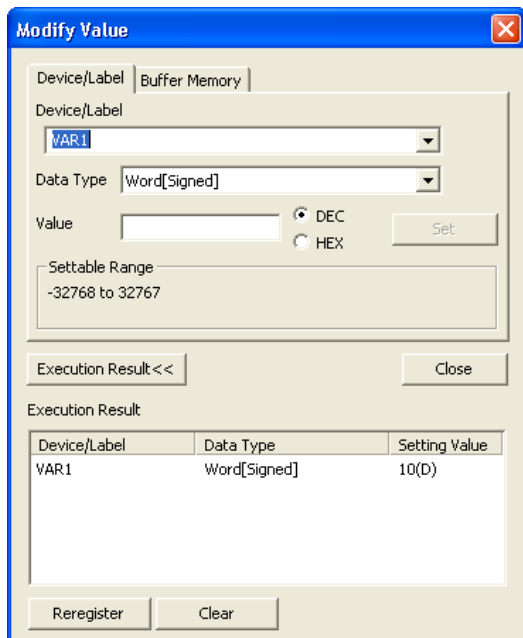 Modify Value
Device/Label Buffer Memory
Device/Label
VAR1
Data Type Word[Signed]
Value DEC Set
HEX
Settable Range
-32768 to 32767
Execution Result<< Close
Execution Result
Device/Label Data Type Setting Value
VAR1 Word[Signed] 10(D)
Reregister Clear